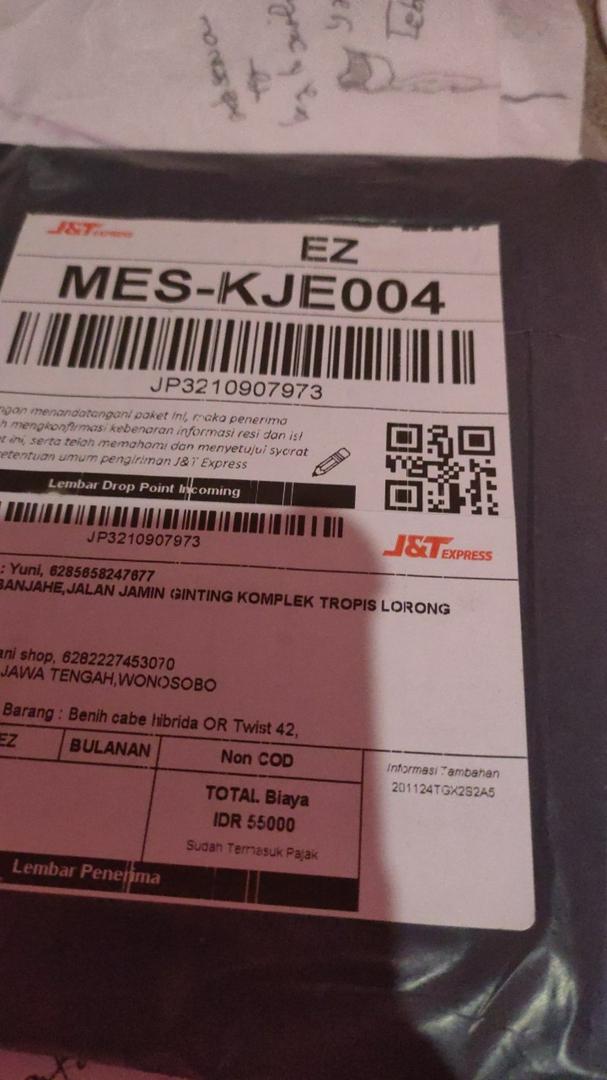 J&T EXPRESS
EZ
MES-KJE004
JP3210907973
ngan menandatangani paket ini, maka penerima
h mengkonfirmasi kebenaran informasi resi dan isi
t ini, serta telah memahami dan menyetujui syarat
etentuan umum pengiriman J&T Express
Lembar Drop Point Incoming
JP3210907973
J&T EXPRESS
: Yuni, 6285658247677
BANJAHE,JALAN JAMIN GINTING KOMPLEK TROPIS LORONG
ani shop, 6282227453070
JAWA TENGAH,WONOSOBO
Barang : Benih cabe hibrida OR Twist 42,
EZ
BULANAN
Non COD
TOTAL Biaya
IDR 55000
Sudah Termasuk Pajak
Informasi Tambahan
201124TGX2S2A5
Lembar Penerima